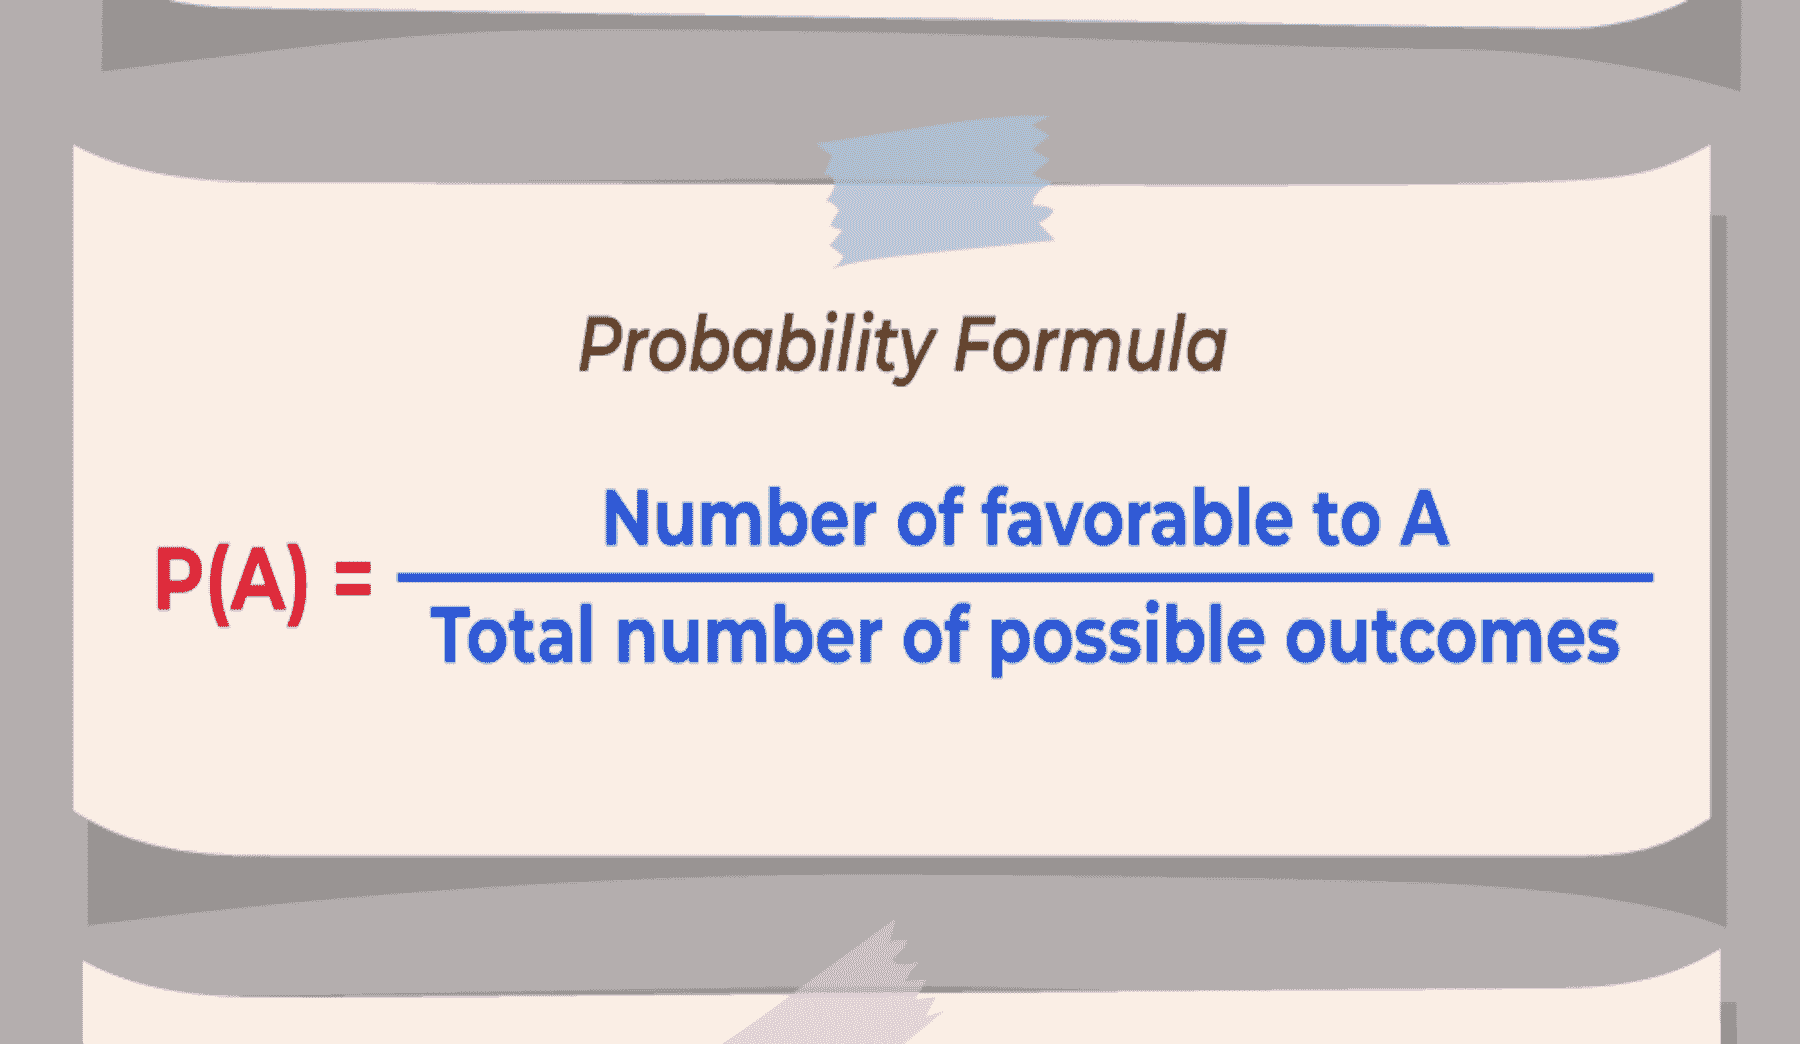 Probability Formula
Number of favorable to A
P(A) =
Total number of possible outcomes